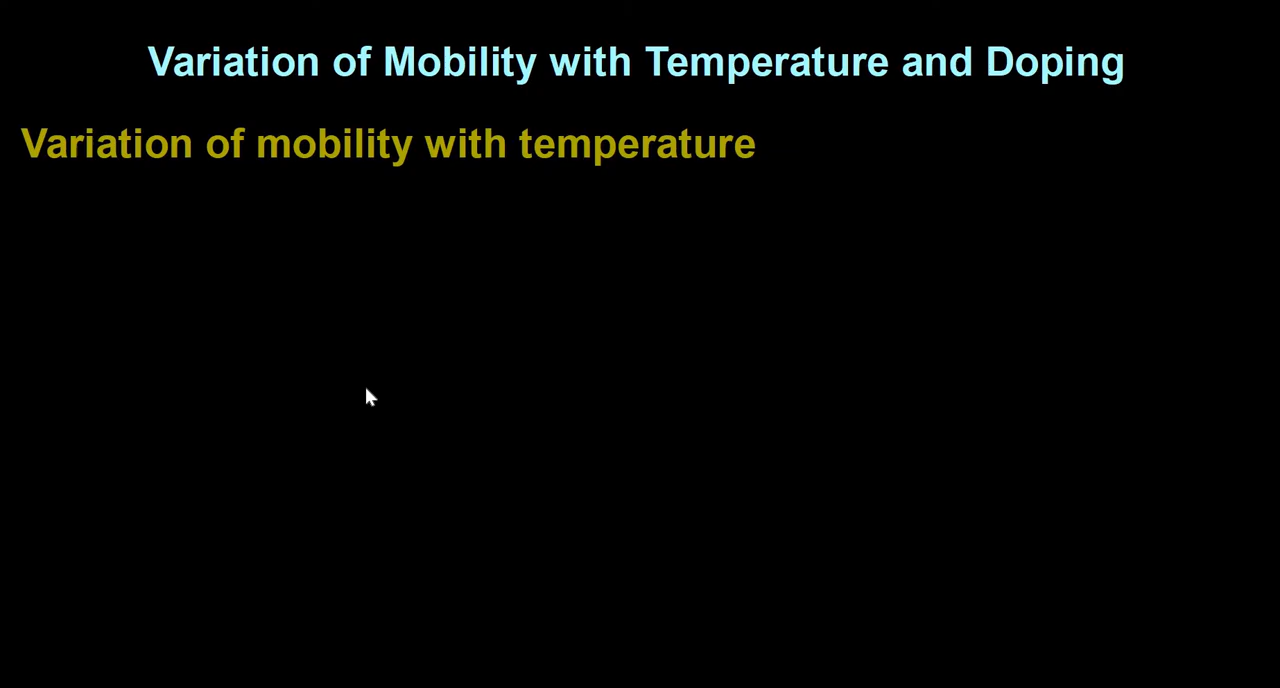 Variation of Mobility with Temperature and Doping
Variation of mobility with temperature